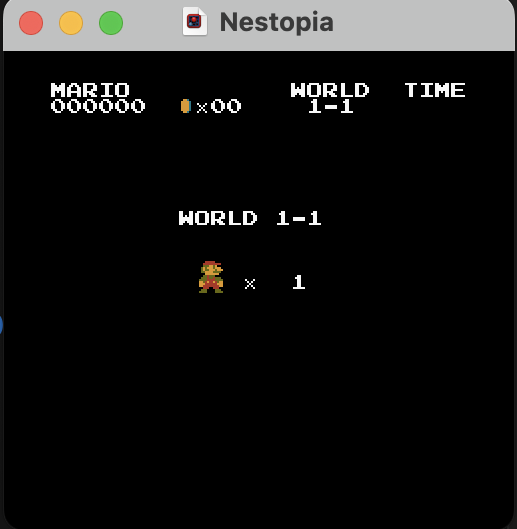 Nestopia
MARIO WORLD TIME
000000 x00 1-1
WORLD 1-1
x 1